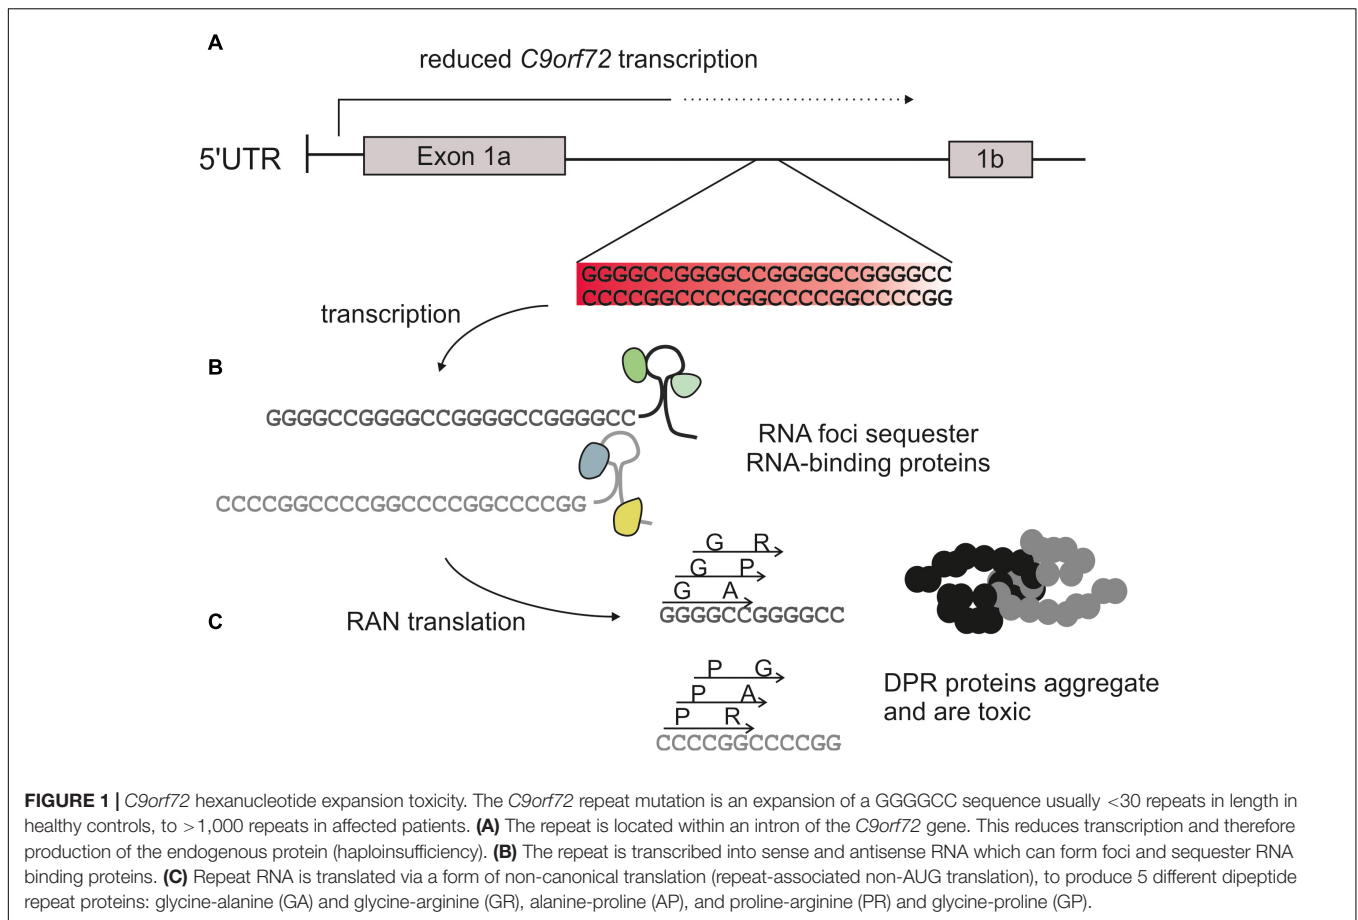 A
reduced C9orf72 transcription
5'UTR
Exon 1a
1b
GGGGCCGGGGCCGGGGCCGGGGCC
CCCCGGCCCCGGCCCCGGCCCCGG
transcription
B
GGGGCCGGGGCCGGGGCCGGGGCC
RNA foci sequester
RNA-binding proteins
CCCCGGCCCCGGCCCCGGCCCCGG
G R
G P
G A
GGGGCCGGGGCC
C
RAN translation
P G
P A
P R
CCCCGGCCCCGG
DPR proteins aggregate
and are toxic
FIGURE 1 | C9orf72 hexanucleotide expansion toxicity. The C9orf72 repeat mutation is an expansion of a GGGGCC sequence usually <30 repeats in length in
healthy controls, to >1,000 repeats in affected patients. (A) The repeat is located within an intron of the C9orf72 gene. This reduces transcription and therefore
production of the endogenous protein (haploinsufficiency). (B) The repeat is transcribed into sense and antisense RNA which can form foci and sequester RNA
binding proteins. (C) Repeat RNA is translated via a form of non-canonical translation (repeat-associated non-AUG translation), to produce 5 different dipeptide
repeat proteins: glycine-alanine (GA) and glycine-arginine (GR), alanine-proline (AP), and proline-arginine (PR) and glycine-proline (GP).